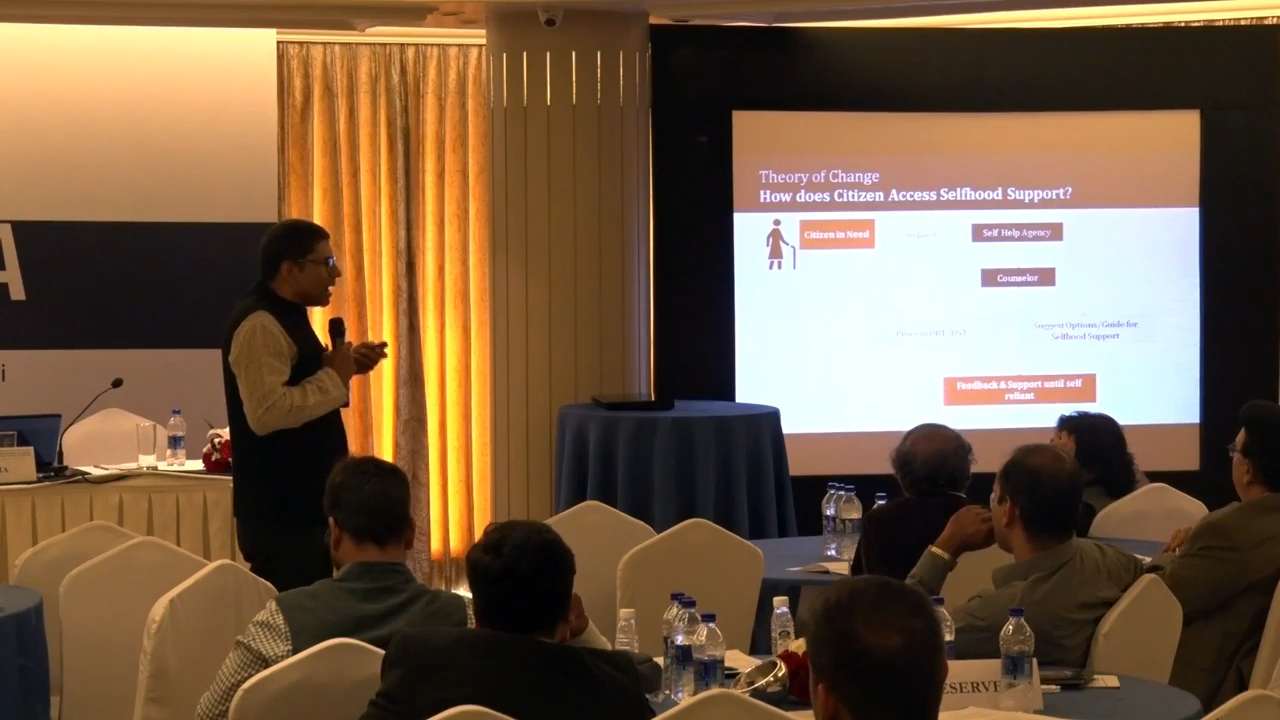 Theory of Change
How does Citizen Access Selfhood Support?
Citizen in Need
Self Help Agency
Counselor
Suggest Options/Guide for
Selfhood Support
Feedback & Support until self
reliant
A
i